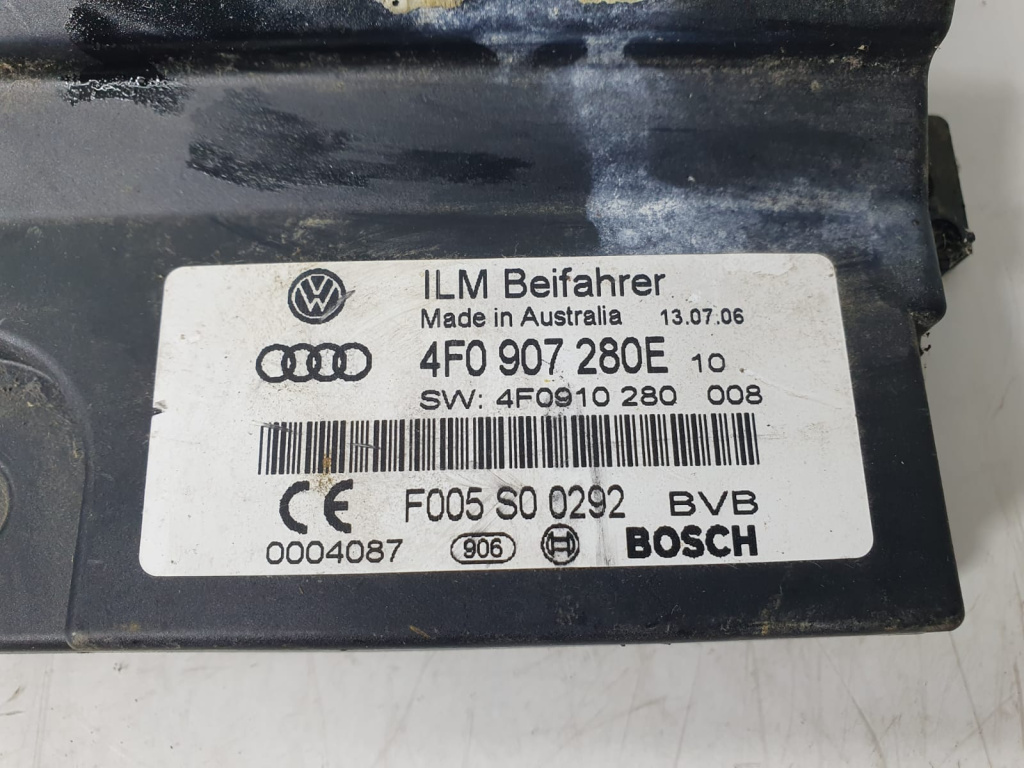 ILM Beifahrer
Made in Australia 13.07.06
4F0 907 280E 10
SW: 4F0910 280 008
CE F005 S0 0292 BVB
0004087 906 BOSCH